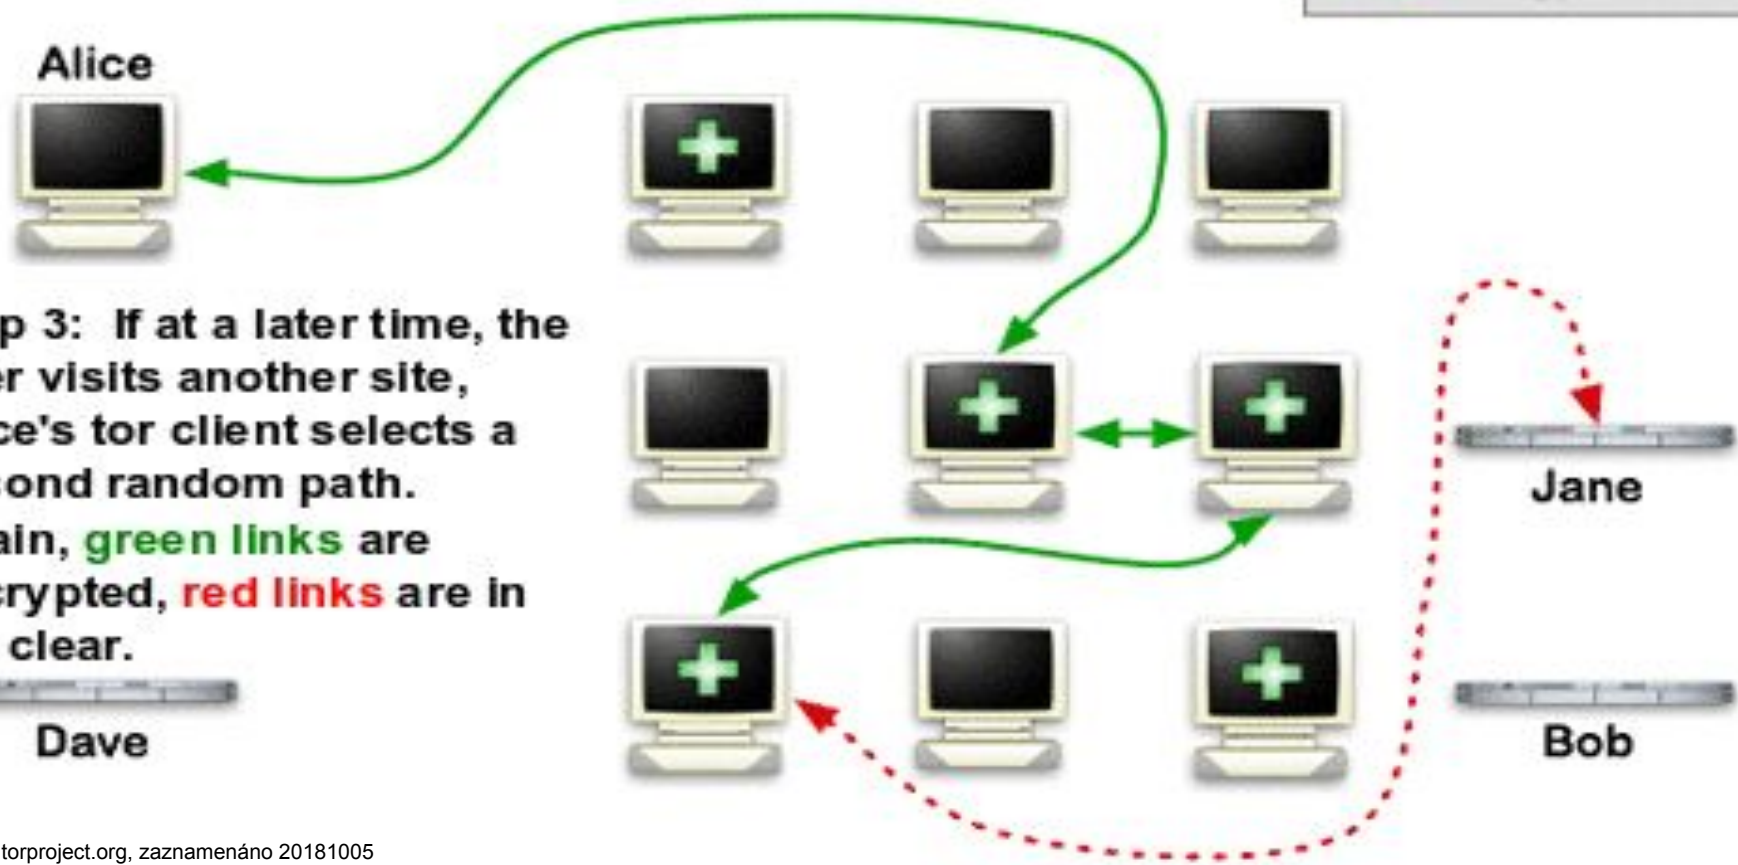 Alice
p 3: If at a later time, the
er visits another site,
ce's tor client selects a
ond random path.
ain, green links are
crypted, red links are in
clear.
Dave
Jane
Bob
torproject.org, zaznamenáno 20181005